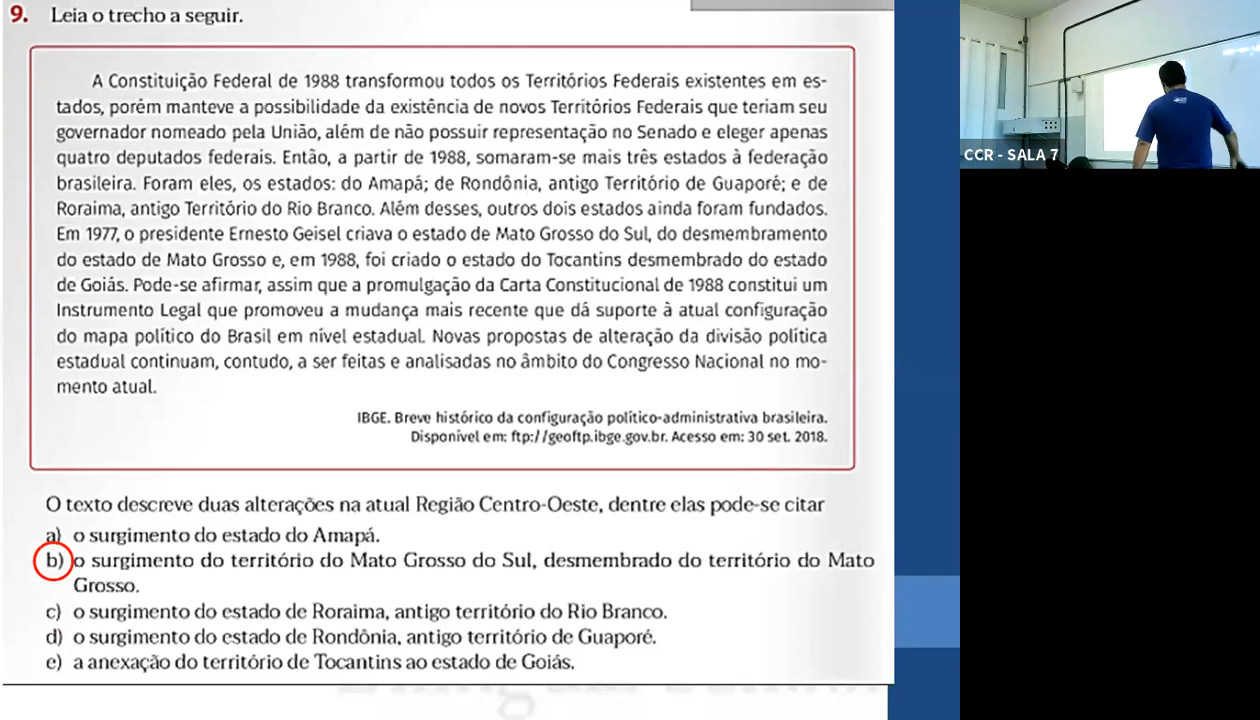 9. Leia o trecho a seguir.
A Constituição Federal de 1988 transformou todos os Territórios Federais existentes em es-
tados, porém manteve a possibilidade da existência de novos Territórios Federais que teriam seu
governador nomeado pela União, além de não possuir representação no Senado e eleger apenas
quatro deputados federais. Então, a partir de 1988, somaram-se mais três estados à federação
brasileira. Foram eles, os estados: do Amapá; de Rondônia, antigo Território de Guaporé; e de
Roraima, antigo Território do Rio Branco. Além desses, outros dois estados ainda foram fundados.
Em 1977, o presidente Ernesto Geisel criava o estado de Mato Grosso do Sul, do desmembramento
do estado de Mato Grosso e, em 1988, foi criado o estado do Tocantins desmembrado do estado
de Goiás. Pode-se afirmar, assim que a promulgação da Carta Constitucional de 1988 constitui um
Instrumento Legal que promoveu a mudança mais recente que dá suporte à atual configuração
do mapa político do Brasil em nível estadual. Novas propostas de alteração da divisão política
estadual continuam, contudo, a ser feitas e analisadas no âmbito do Congresso Nacional no mo-
mento atual.
IBGE. Breve histórico da configuração político-administrativa brasileira.
Disponível em: ftp://geoftp.ibge.gov.br. Acesso em: 30 set. 2018.
O texto descreve duas alterações na atual Região Centro-Oeste, dentre elas pode-se citar
a) o surgimento do estado do Amapá.
b) o surgimento do território do Mato Grosso do Sul, desmembrado do território do Mato
Grosso.
c) o surgimento do estado de Roraima, antigo território do Rio Branco.
d) o surgimento do estado de Rondônia, antigo território de Guaporé.
e) a anexação do território de Tocantins ao estado de Goiás.
CCR - SALA 7